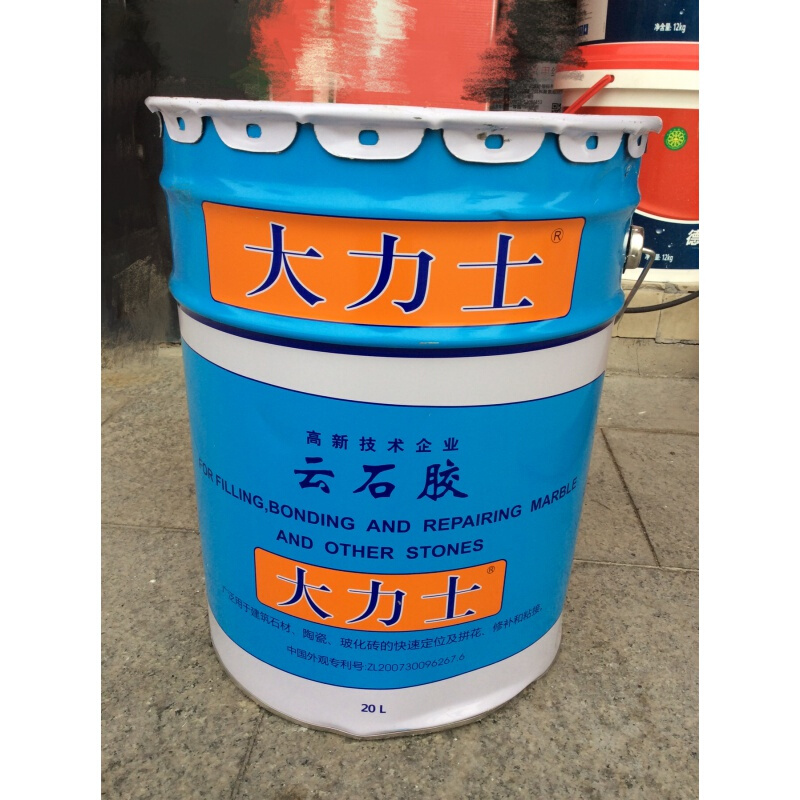 净含量: 12kg
大力士®
德
量: 12kg
高新技术企业
云石胶
FOR FILLING,BONDING AND REPAIRING MARBLE
AND OTHER STONES
大力士®
广泛用于建筑石材、陶瓷、玻化砖的快速定位及拼花、修补和粘接。
中国外观专利号:ZL200730096267.6
20 L